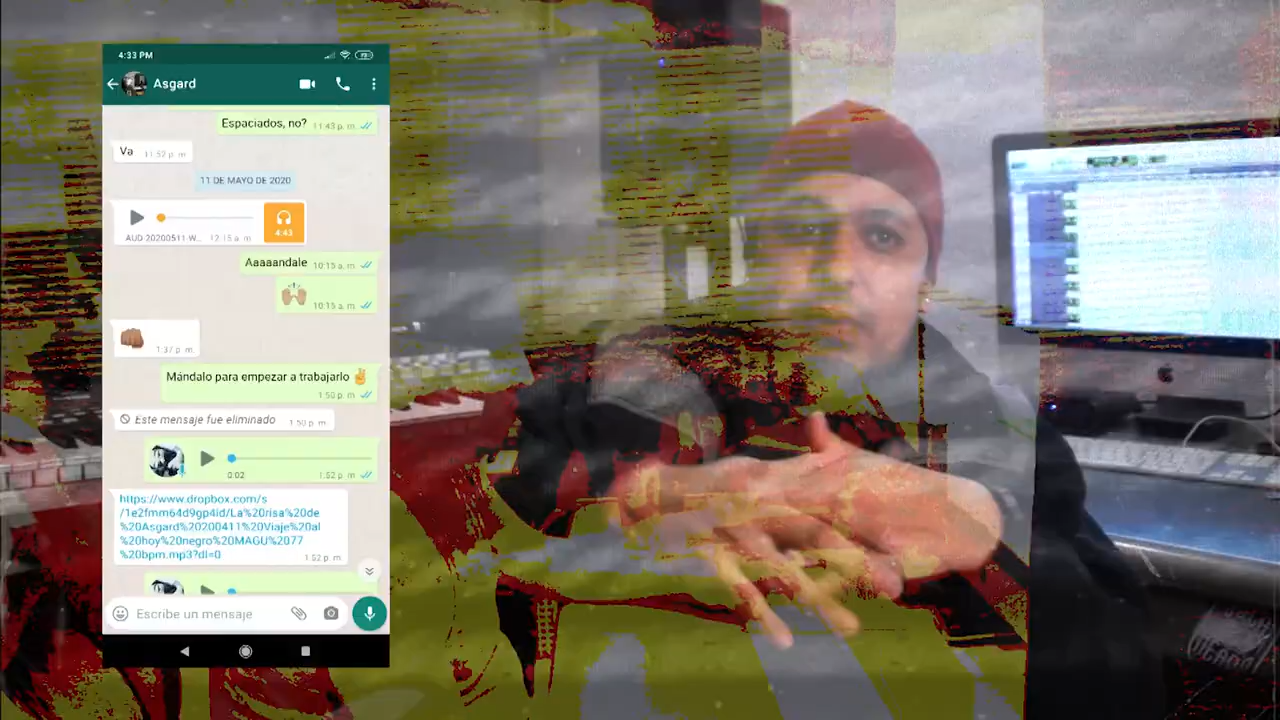 4:33 PM
Asgard
Espaciados, no? 11:43 p. m.
Va 11:52 p. m.
11 DE MAYO DE 2020
4:43
AUD-20200511-W... 12:15 a. m.
Aaaaandale 10:15 a. m.
10:15 a. m.
1:37 p. m.
Mándalo para empezar a trabajarlo
1:50 p. m.
Este mensaje fue eliminado 1:50 p. m.
0:02 1:52 p. m.
https://www.dropbox.com/s
/1e2fmm64d9gp4id/La%20risa%20de
%20Asgard%20200411%20Viaje%20al
%20hoy%20negro%20MAGU%2077
%20bpm.mp3?dl=0
1:52 p. m.
Escribe un mensaje